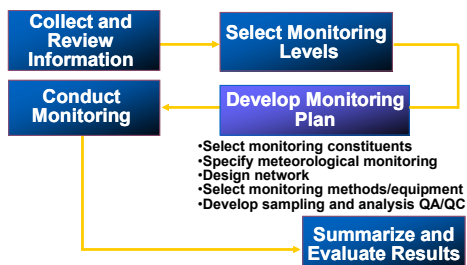 Collect and
Review
Information
Select Monitoring
Levels
Conduct
Monitoring
Develop Monitoring
Plan
•Select monitoring constituents
•Specify meteorological monitoring
•Design network
•Select monitoring methods/equipment
•Develop sampling and analysis QA/QC
Summarize and
Evaluate Results